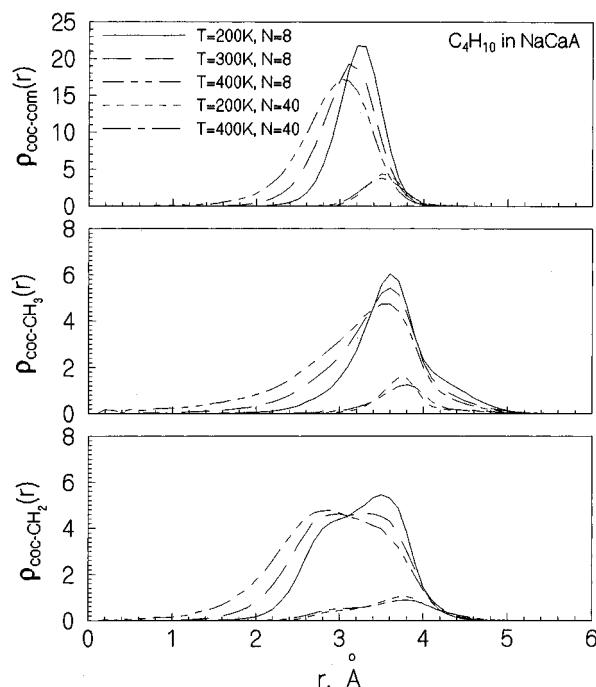 25
20
15
10
5
0
ρcoc-com(r)
T=200K, N=8
T=300K, N=8
T=400K, N=8
T=200K, N=40
T=400K, N=40
C₄H₁₀ in NaCaA
8
6
4
2
0
ρcoc-CH₃(r)
8
6
4
2
0
ρcoc-CH₂(r)
0 1 2 3 4 5 6
r, Å